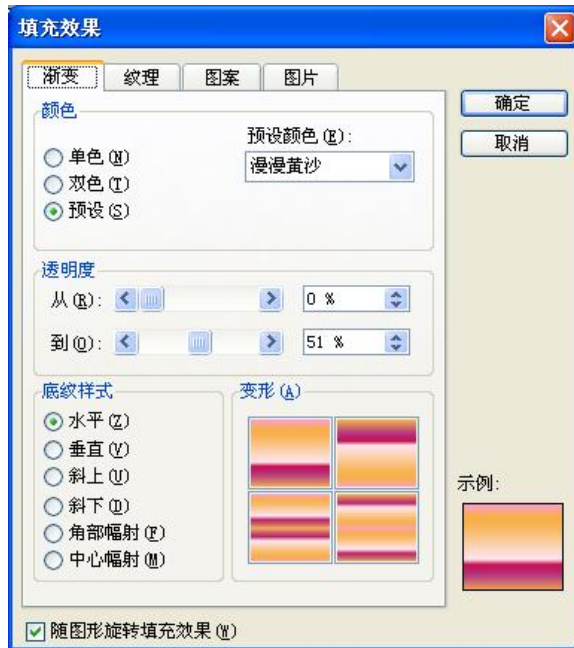 填充效果
渐变 纹理 图案 图片
颜色
单色(N)
双色(T)
预设(S)
预设颜色(E):
漫漫黄沙
确定
取消
透明度
从(R): 0 %
到(O): 51 %
底纹样式
水平(Z)
垂直(V)
斜上(U)
斜下(D)
角部幅射(F)
中心幅射(M)
变形(A)
示例:
随图形旋转填充效果(W)